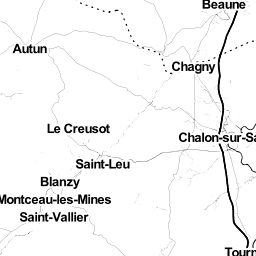 Beaune
Autun
Chagny
Le Creusot
Chalon-sur-Sa
Saint-Leu
Blanzy
Montceau-les-Mines
Saint-Vallier
Tourn